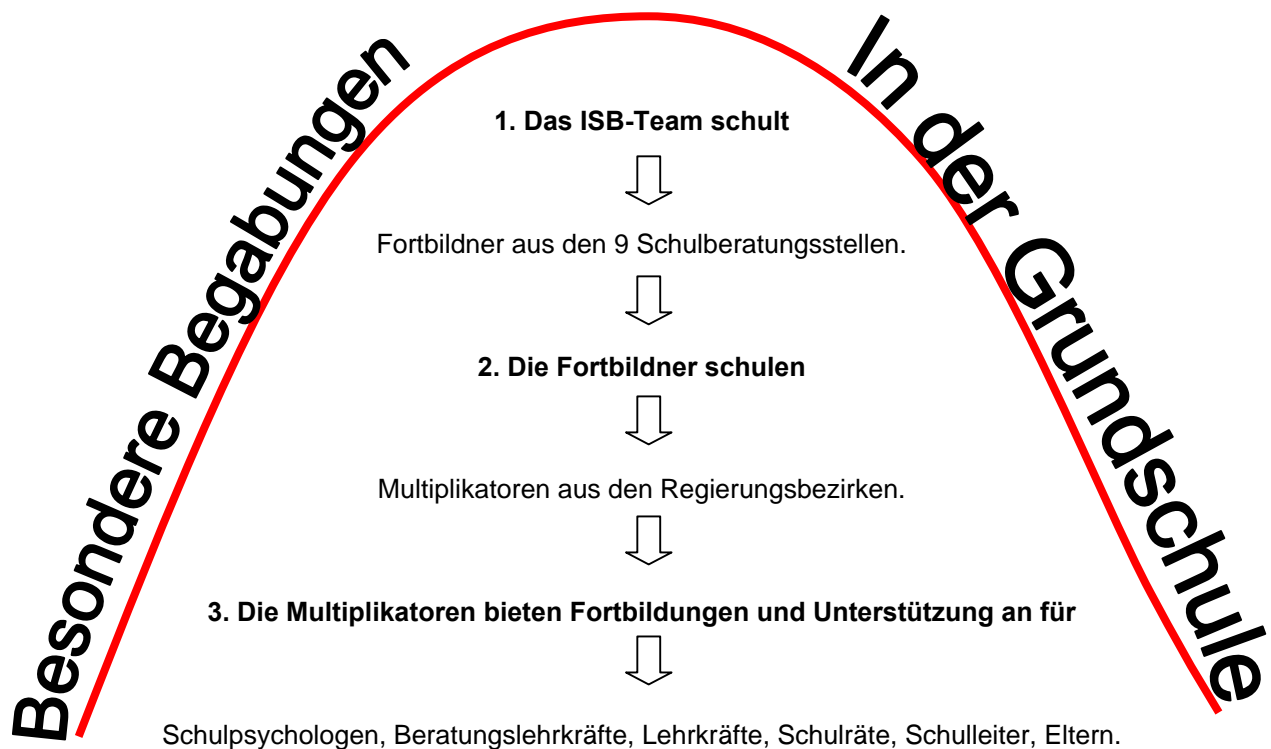 Besondere Begabungen
In der Grundschule
1. Das ISB-Team schult
Fortbildner aus den 9 Schulberatungsstellen.
2. Die Fortbildner schulen
Multiplikatoren aus den Regierungsbezirken.
3. Die Multiplikatoren bieten Fortbildungen und Unterstützung an für
Schulpsychologen, Beratungslehrkräfte, Lehrkräfte, Schulräte, Schulleiter, Eltern.